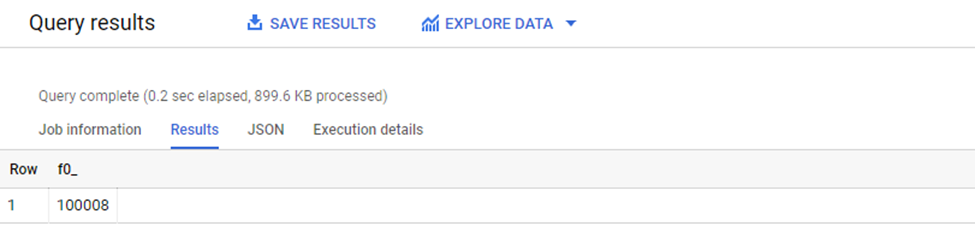 Query results SAVE RESULTS EXPLORE DATA
Query complete (0.2 sec elapsed, 899.6 KB processed)
Job information Results JSON Execution details
Row f0_
1 100008